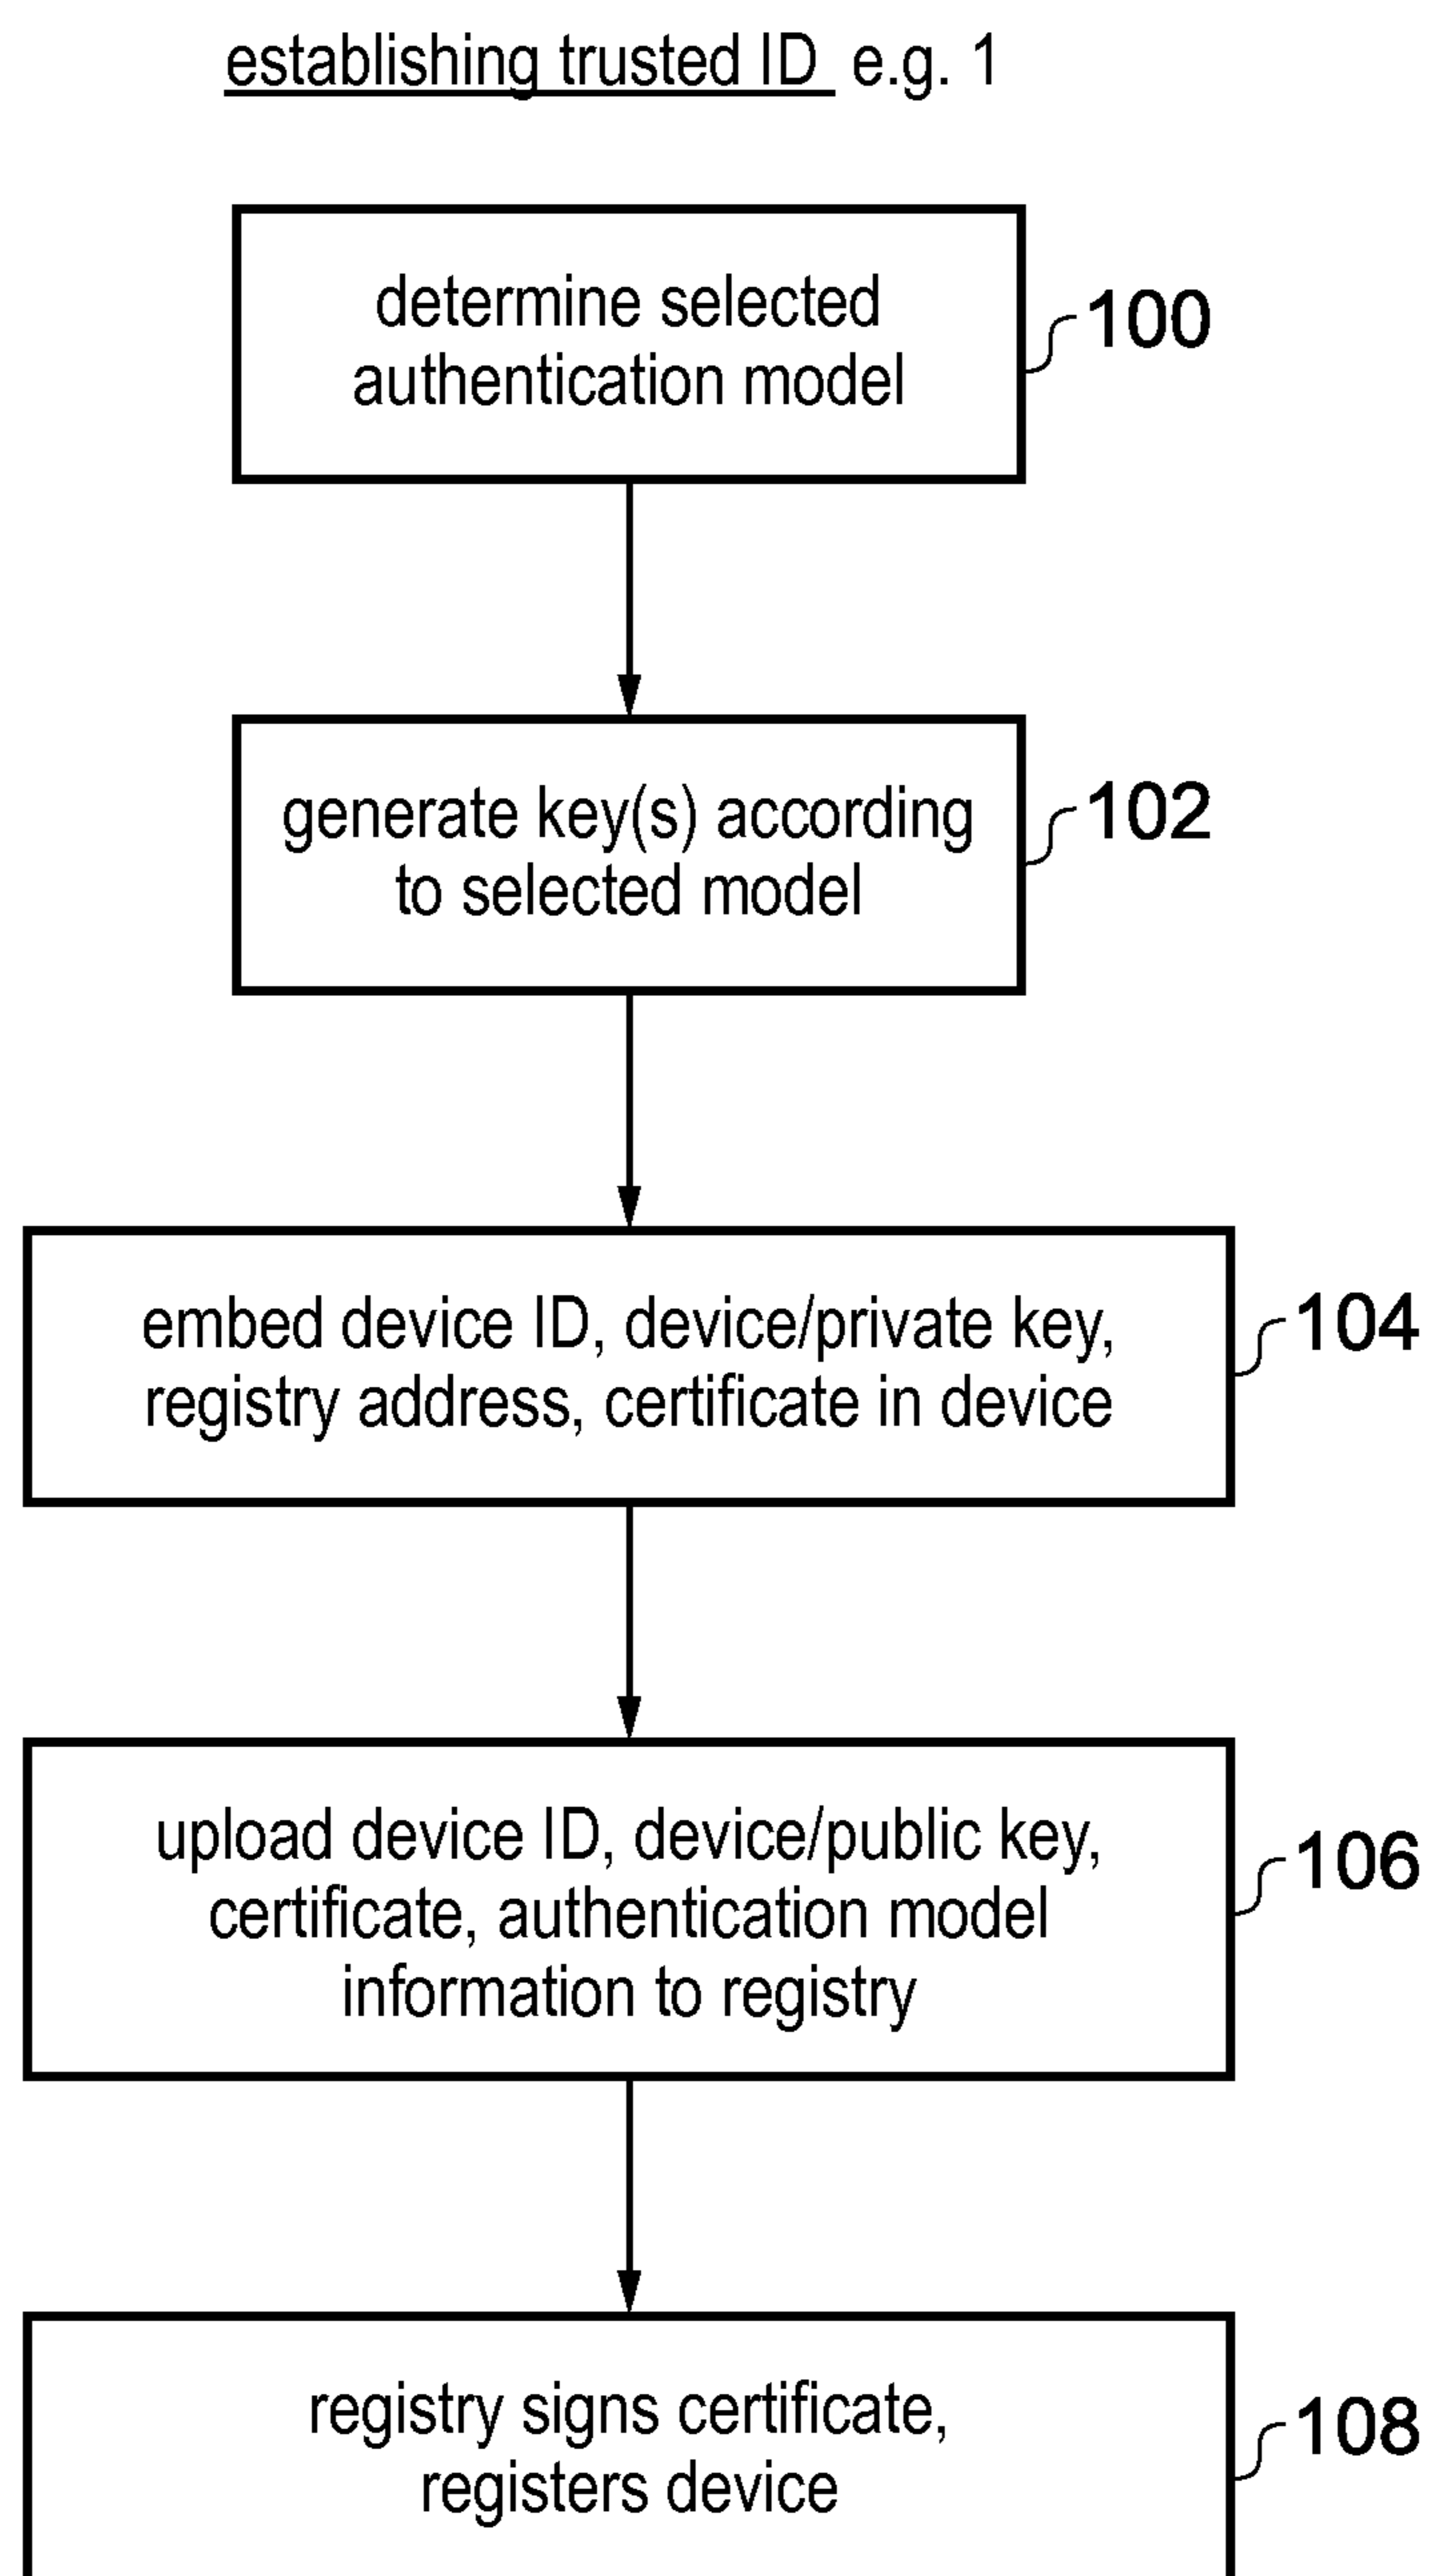 establishing trusted ID e.g. 1
determine selected
authentication model
100
generate key(s) according
to selected model
102
embed device ID, device/private key,
registry address, certificate in device
104
upload device ID, device/public key,
certificate, authentication model
information to registry
106
registry signs certificate,
registers device
108